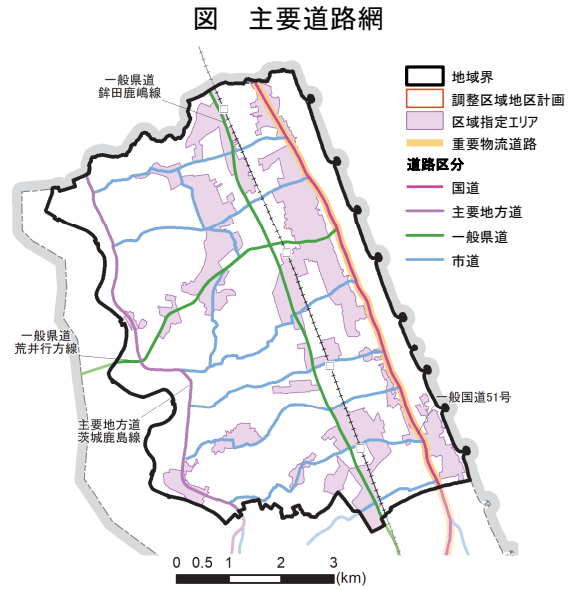 図　主要道路網
一般県道
鉾田鹿嶋線
地域界
調整区域地区計画
区域指定エリア
重要物流道路
道路区分
国道
主要地方道
一般県道
市道
一般県道
荒井行方線
主要地方道
茨城鹿島線
一般国道51号
0 0.5 1 2 3
(km)